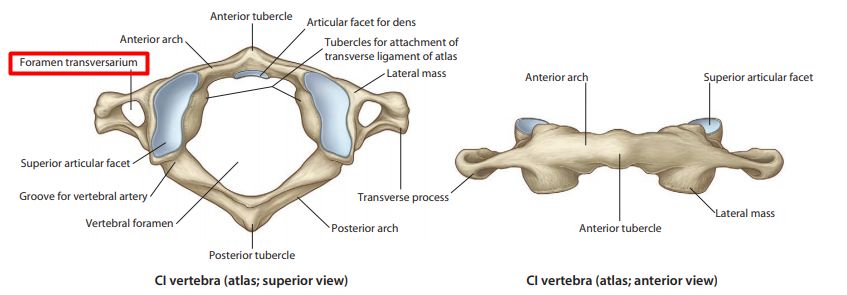 Anterior tubercle
Articular facet for dens
Anterior arch
Tubercles for attachment of
transverse ligament of atlas
Foramen transversarium
Lateral mass
Superior articular facet
Groove for vertebral artery
Transverse process
Vertebral foramen
Posterior arch
Posterior tubercle
CI vertebra (atlas; superior view)
Anterior arch
Superior articular facet
Lateral mass
Anterior tubercle
CI vertebra (atlas; anterior view)